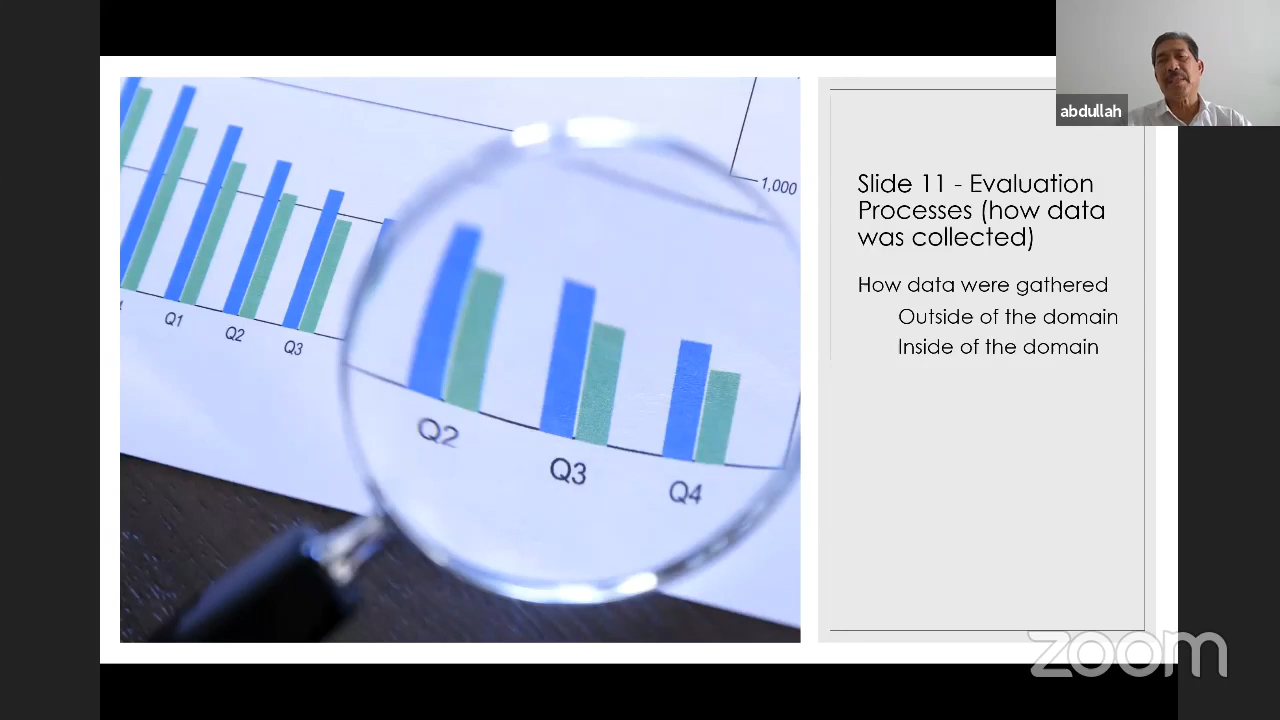 abdullah
1,000
Q1
Q2
Q3
Q2
Q3
Q4
Slide 11 - Evaluation
Processes (how data
was collected)
How data were gathered
Outside of the domain
Inside of the domain
zoom